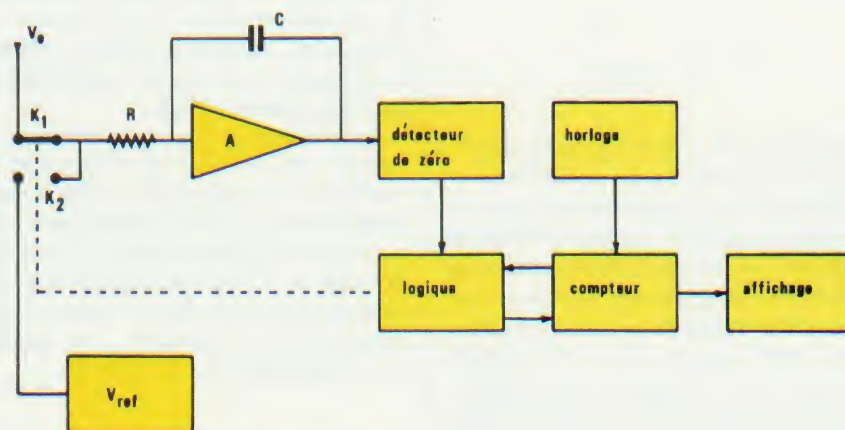 C
Ve
K1
R
A
K2
détecteur
de zéro
horloge
logique
compteur
affichage
Vref